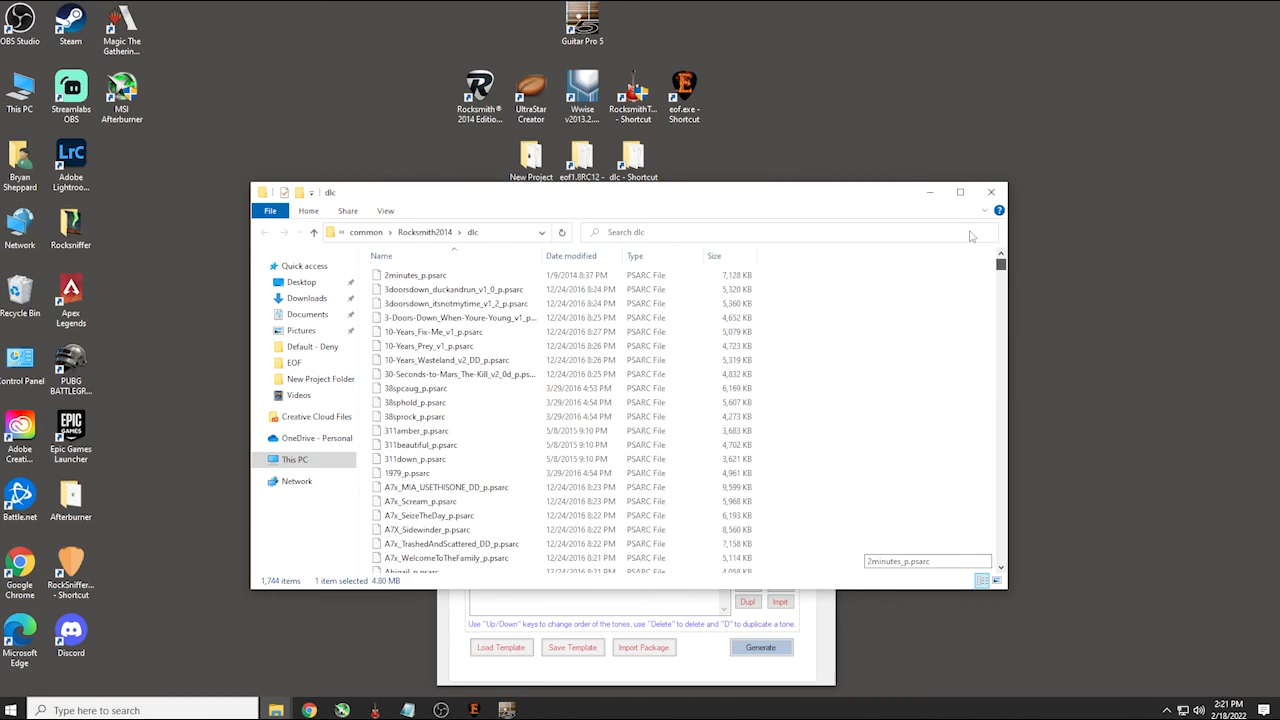 OBS Studio
Steam
Magic The
Gatherin...
Guitar Pro 5
This PC
Streamlabs
OBS
MSI
Afterburner
Rocksmith®
2014 Editio...
UltraStar
Creator
Wwise
v2013.2....
RocksmithT...
- Shortcut
eof.exe -
Shortcut
Bryan
Sheppard
Adobe
Lightroo...
New Project
eof1.8RC12 -
dlc - Shortcut
Network
Rocksniffer
Recycle Bin
Apex
Legends
Control Panel
PUBG
BATTLEGR...
Adobe
Creati...
Epic Games
Launcher
Battle.net
Afterburner
Google
Chrome
RockSniffer...
- Shortcut
Microsoft
Edge
Discord
dlc
File Home Share View
« common > Rocksmith2014 > dlc
Search dlc
Name Date modified Type Size
Quick access
Desktop
Downloads
Documents
Pictures
Default - Deny
EOF
New Project Folder
Videos
Creative Cloud Files
OneDrive - Personal
This PC
Network
2minutes_p.psarc 1/9/2014 8:37 PM PSARC File 7,128 KB
3doorsdown_duckandrun_v1_0_p.psarc 12/24/2016 8:24 PM PSARC File 5,320 KB
3doorsdown_itsnotmytime_v1_2_p.psarc 12/24/2016 8:24 PM PSARC File 5,360 KB
3-Doors-Down_When-Youre-Young_v1_p... 12/24/2016 8:25 PM PSARC File 4,652 KB
10-Years_Fix-Me_v1_p.psarc 12/24/2016 8:27 PM PSARC File 5,079 KB
10-Years_Prey_v1_p.psarc 12/24/2016 8:26 PM PSARC File 4,723 KB
10-Years_Wasteland_v2_DD_p.psarc 12/24/2016 8:26 PM PSARC File 5,319 KB
30-Seconds-to-Mars_The-Kill_v2_0d_p.ps... 12/24/2016 8:25 PM PSARC File 4,832 KB
38spcaug_p.psarc 3/29/2016 4:53 PM PSARC File 6,169 KB
38sphold_p.psarc 3/29/2016 4:54 PM PSARC File 5,607 KB
38sprock_p.psarc 3/29/2016 4:54 PM PSARC File 4,273 KB
311amber_p.psarc 5/8/2015 9:10 PM PSARC File 3,683 KB
311beautiful_p.psarc 5/8/2015 9:10 PM PSARC File 4,702 KB
311down_p.psarc 5/8/2015 9:10 PM PSARC File 3,621 KB
1979_p.psarc 3/29/2016 4:54 PM PSARC File 4,961 KB
A7x_MIA_USETHISONE_DD_p.psarc 12/24/2016 8:23 PM PSARC File 9,599 KB
A7x_Scream_p.psarc 12/24/2016 8:23 PM PSARC File 5,968 KB
A7x_SeizeTheDay_p.psarc 12/24/2016 8:22 PM PSARC File 6,193 KB
A7X_Sidewinder_p.psarc 12/24/2016 8:22 PM PSARC File 8,560 KB
A7x_TrashedAndScattered_DD_p.psarc 12/24/2016 8:22 PM PSARC File 7,158 KB
A7x_WelcomeToTheFamily_p.psarc 12/24/2016 8:21 PM PSARC File 5,114 KB
Abigail_p.psarc 12/24/2016 8:21 PM PSARC File 4,058 KB
2minutes_p.psarc
1,744 items 1 item selected 4.80 MB
Dupl Imprt
Use "Up/Down" keys to change order of the tones, use "Delete" to delete and "D" to duplicate a tone.
Load Template Save Template Import Package Generate
Type here to search
2:21 PM
2/18/2022